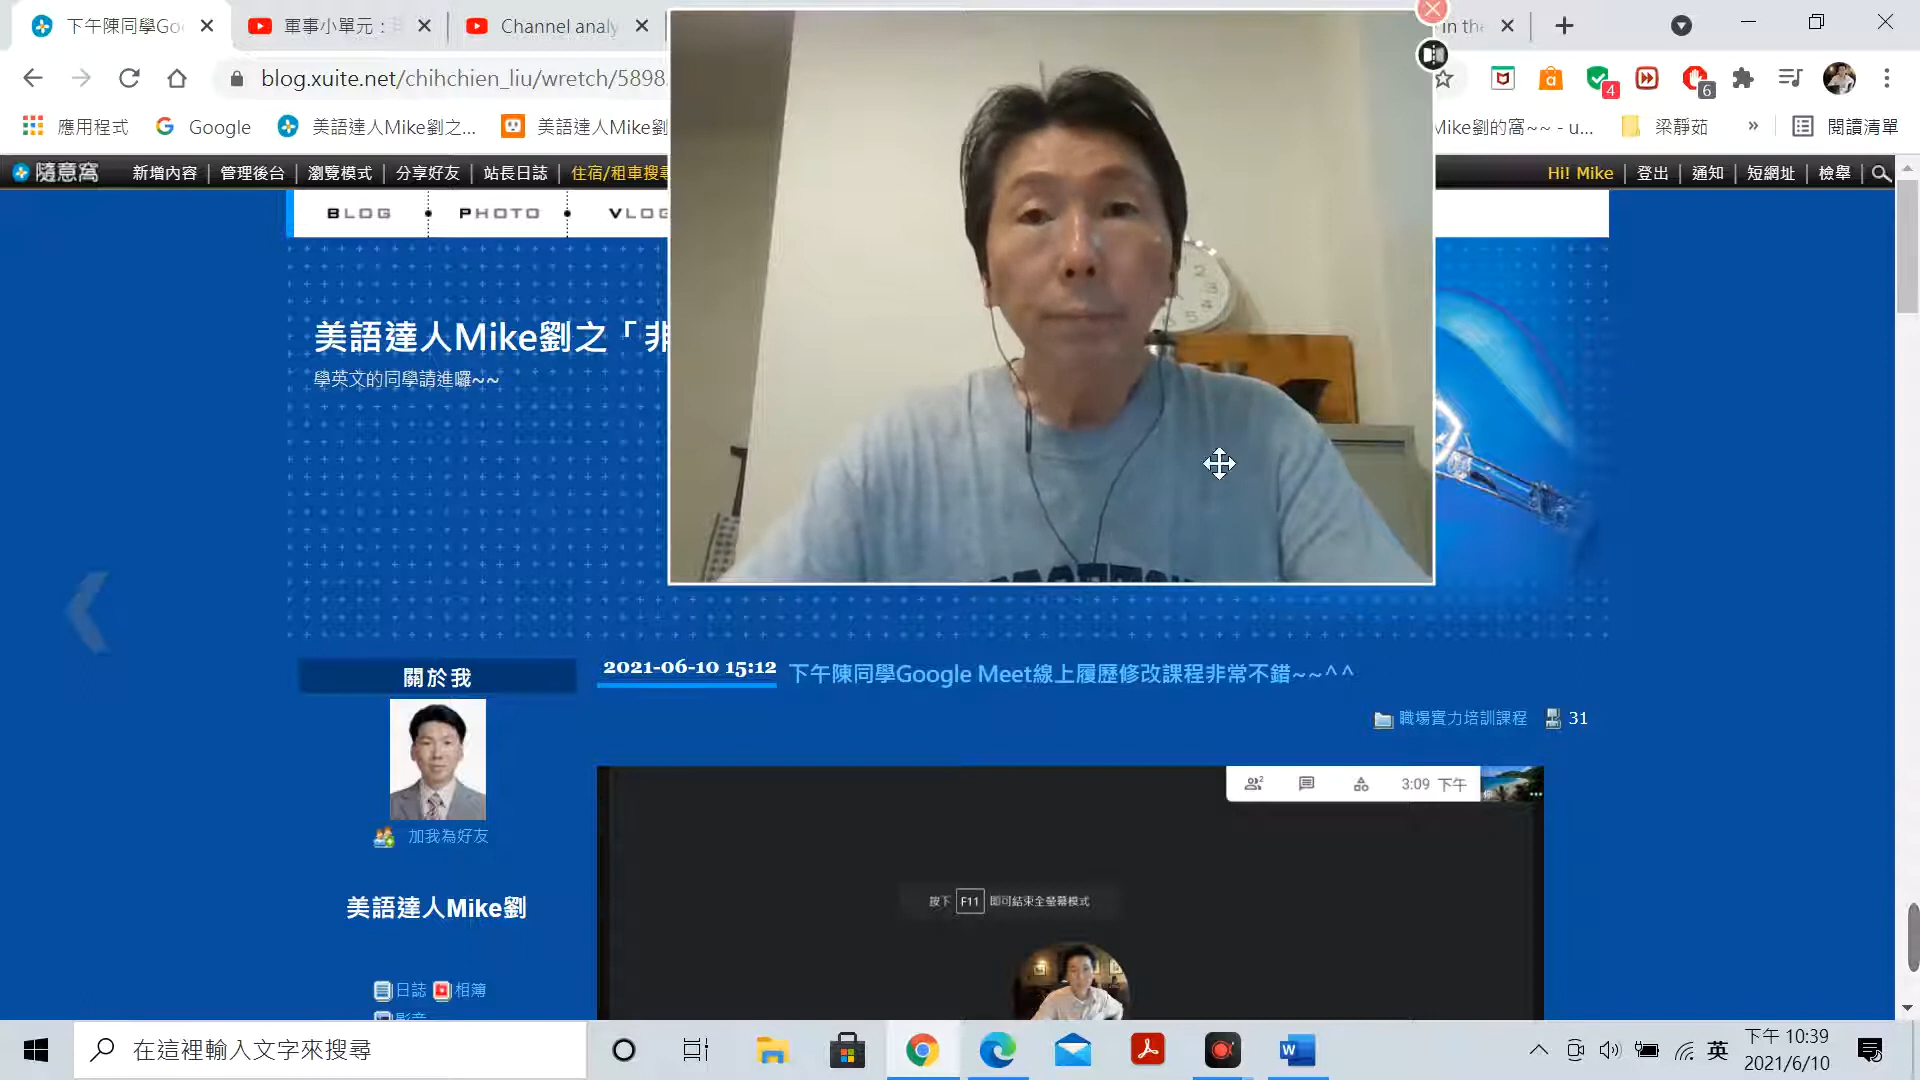 下午陳同學Go
軍事小單元：
Channel analy
in the
blog.xuite.net/chihchien_liu/wretch/5898
4
6
應用程式
Google
美語達人Mike劉之...
美語達人Mike劉
Mike劉的窩~~ - u...
梁靜茹
»
閱讀清單
隨意窩
新增內容 | 管理後台 | 瀏覽模式 | 分享好友 | 站長日誌 | 住宿/租車搜尋
Hi! Mike | 登出 | 通知 | 短網址 | 檢舉
BLOG
PHOTO
VLOG
美語達人Mike劉之「非
學英文的同學請進囉~~
關於我
2021-06-10 15:12
下午陳同學Google Meet線上履歷修改課程非常不錯~~^^
職場實力培訓課程
31
加我為好友
3:09 下午
美語達人Mike劉
按下 F11 即可結束全螢幕模式
日誌
相簿
影音
在這裡輸入文字來搜尋
英
下午 10:39
2021/6/10